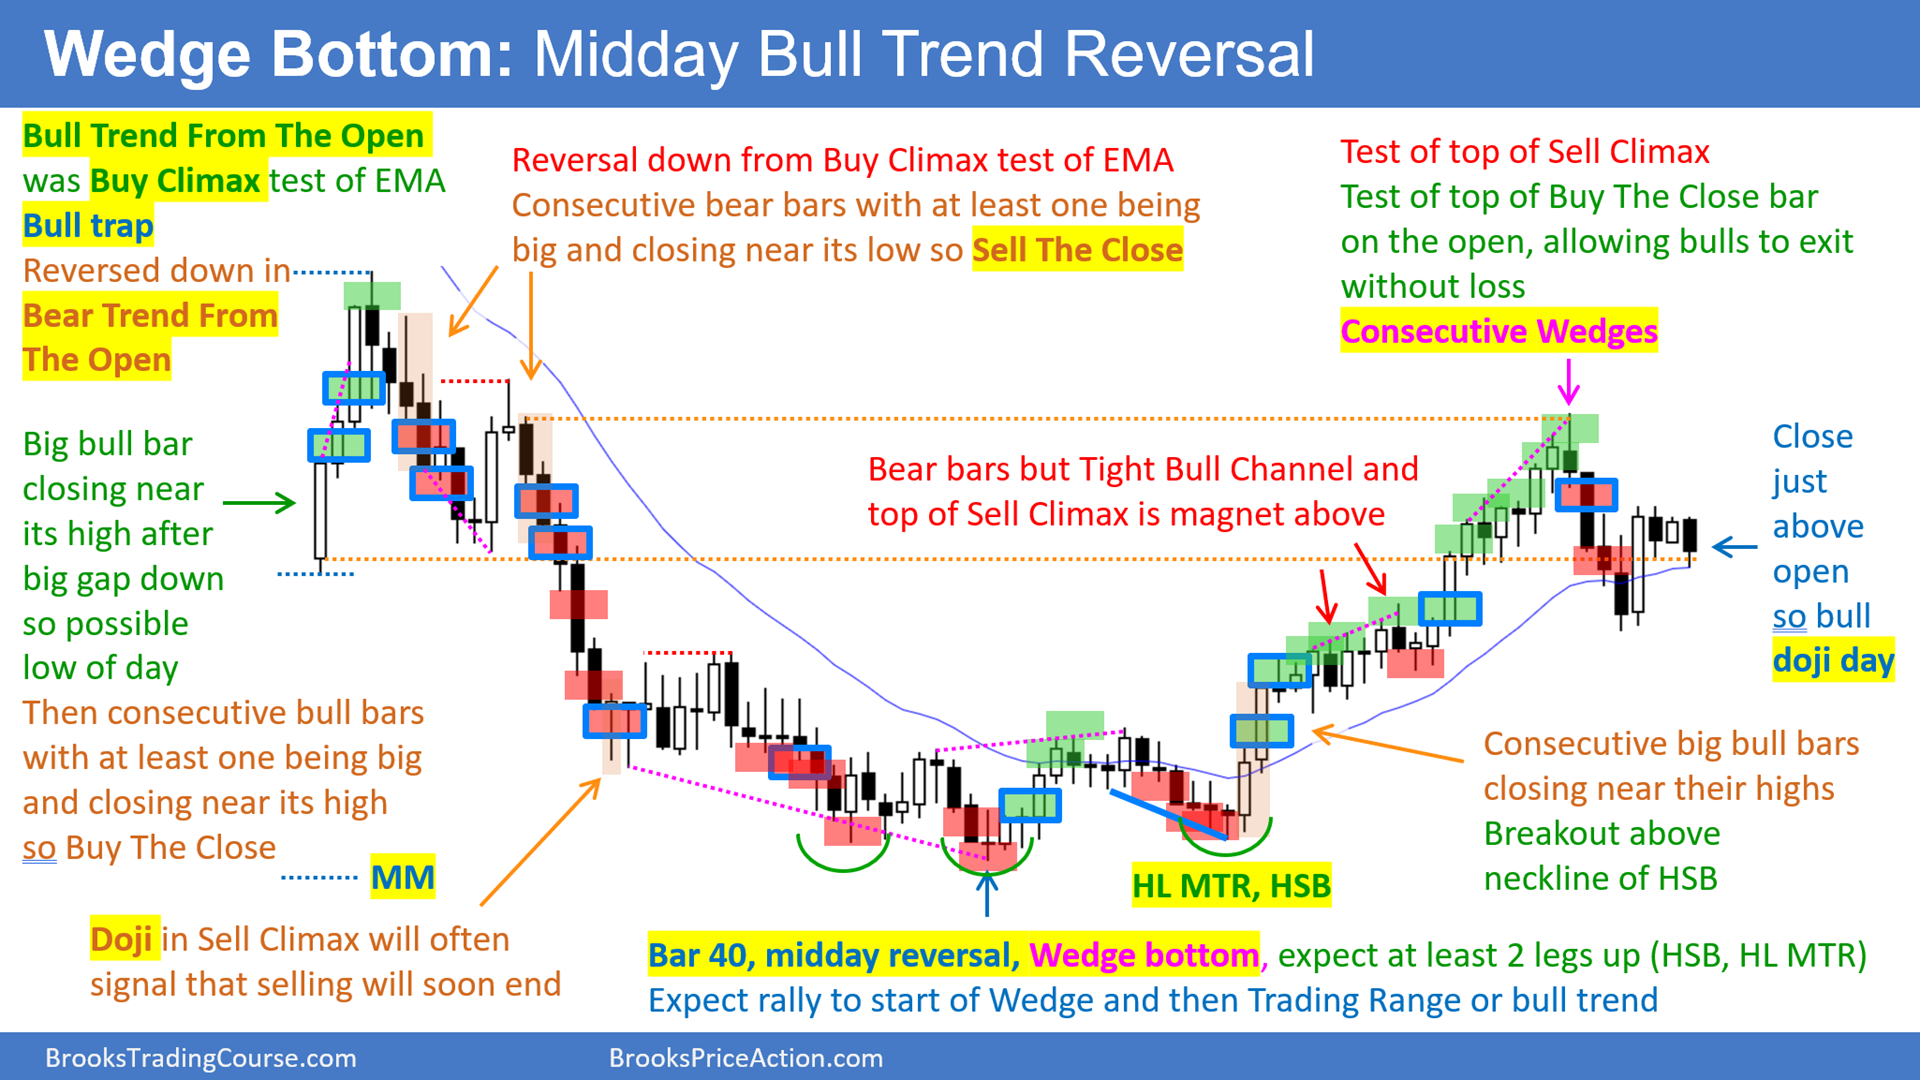 Wedge Bottom: Midday Bull Trend Reversal
Bull Trend From The Open
was Buy Climax test of EMA
Bull trap
Reversed down in
Bear Trend From
The Open
Reversal down from Buy Climax test of EMA
Consecutive bear bars with at least one being
big and closing near its low so Sell The Close
Test of top of Sell Climax
Test of top of Buy The Close bar
on the open, allowing bulls to exit
without loss
Consecutive Wedges
Big bull bar
closing near
its high after
big gap down
so possible
low of day
Then consecutive bull bars
with at least one being big
and closing near its high
so Buy The Close
MM
Bear bars but Tight Bull Channel and
top of Sell Climax is magnet above
Close
just
above
open
so bull
doji day
Consecutive big bull bars
closing near their highs
Breakout above
neckline of HSB
HL MTR, HSB
Doji in Sell Climax will often
signal that selling will soon end
Bar 40, midday reversal, Wedge bottom, expect at least 2 legs up (HSB, HL MTR)
Expect rally to start of Wedge and then Trading Range or bull trend
BrooksTradingCourse.com
BrooksPriceAction.com